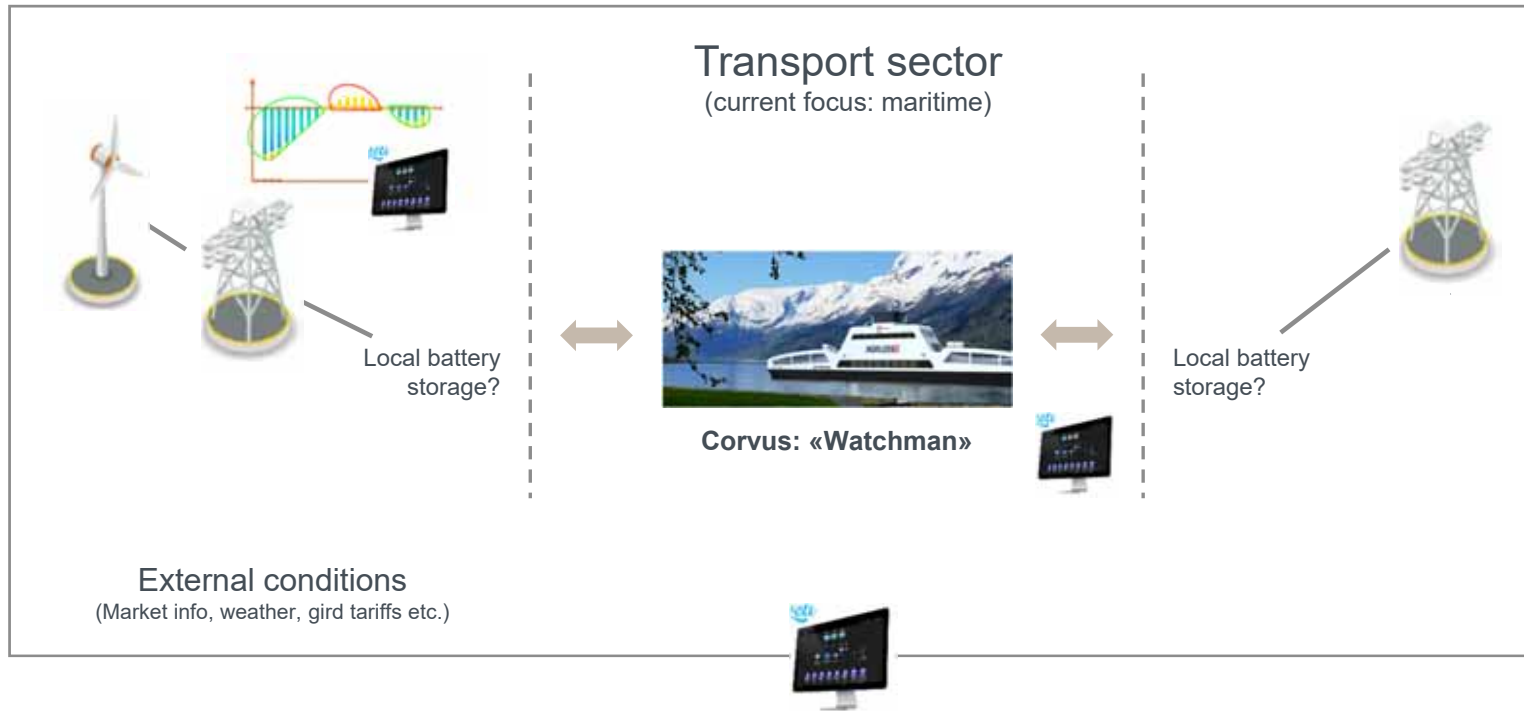 Transport sector
(current focus: maritime)
Local battery
storage?
Local battery
storage?
Corvus: «Watchman»
External conditions
(Market info, weather, gird tariffs etc.)